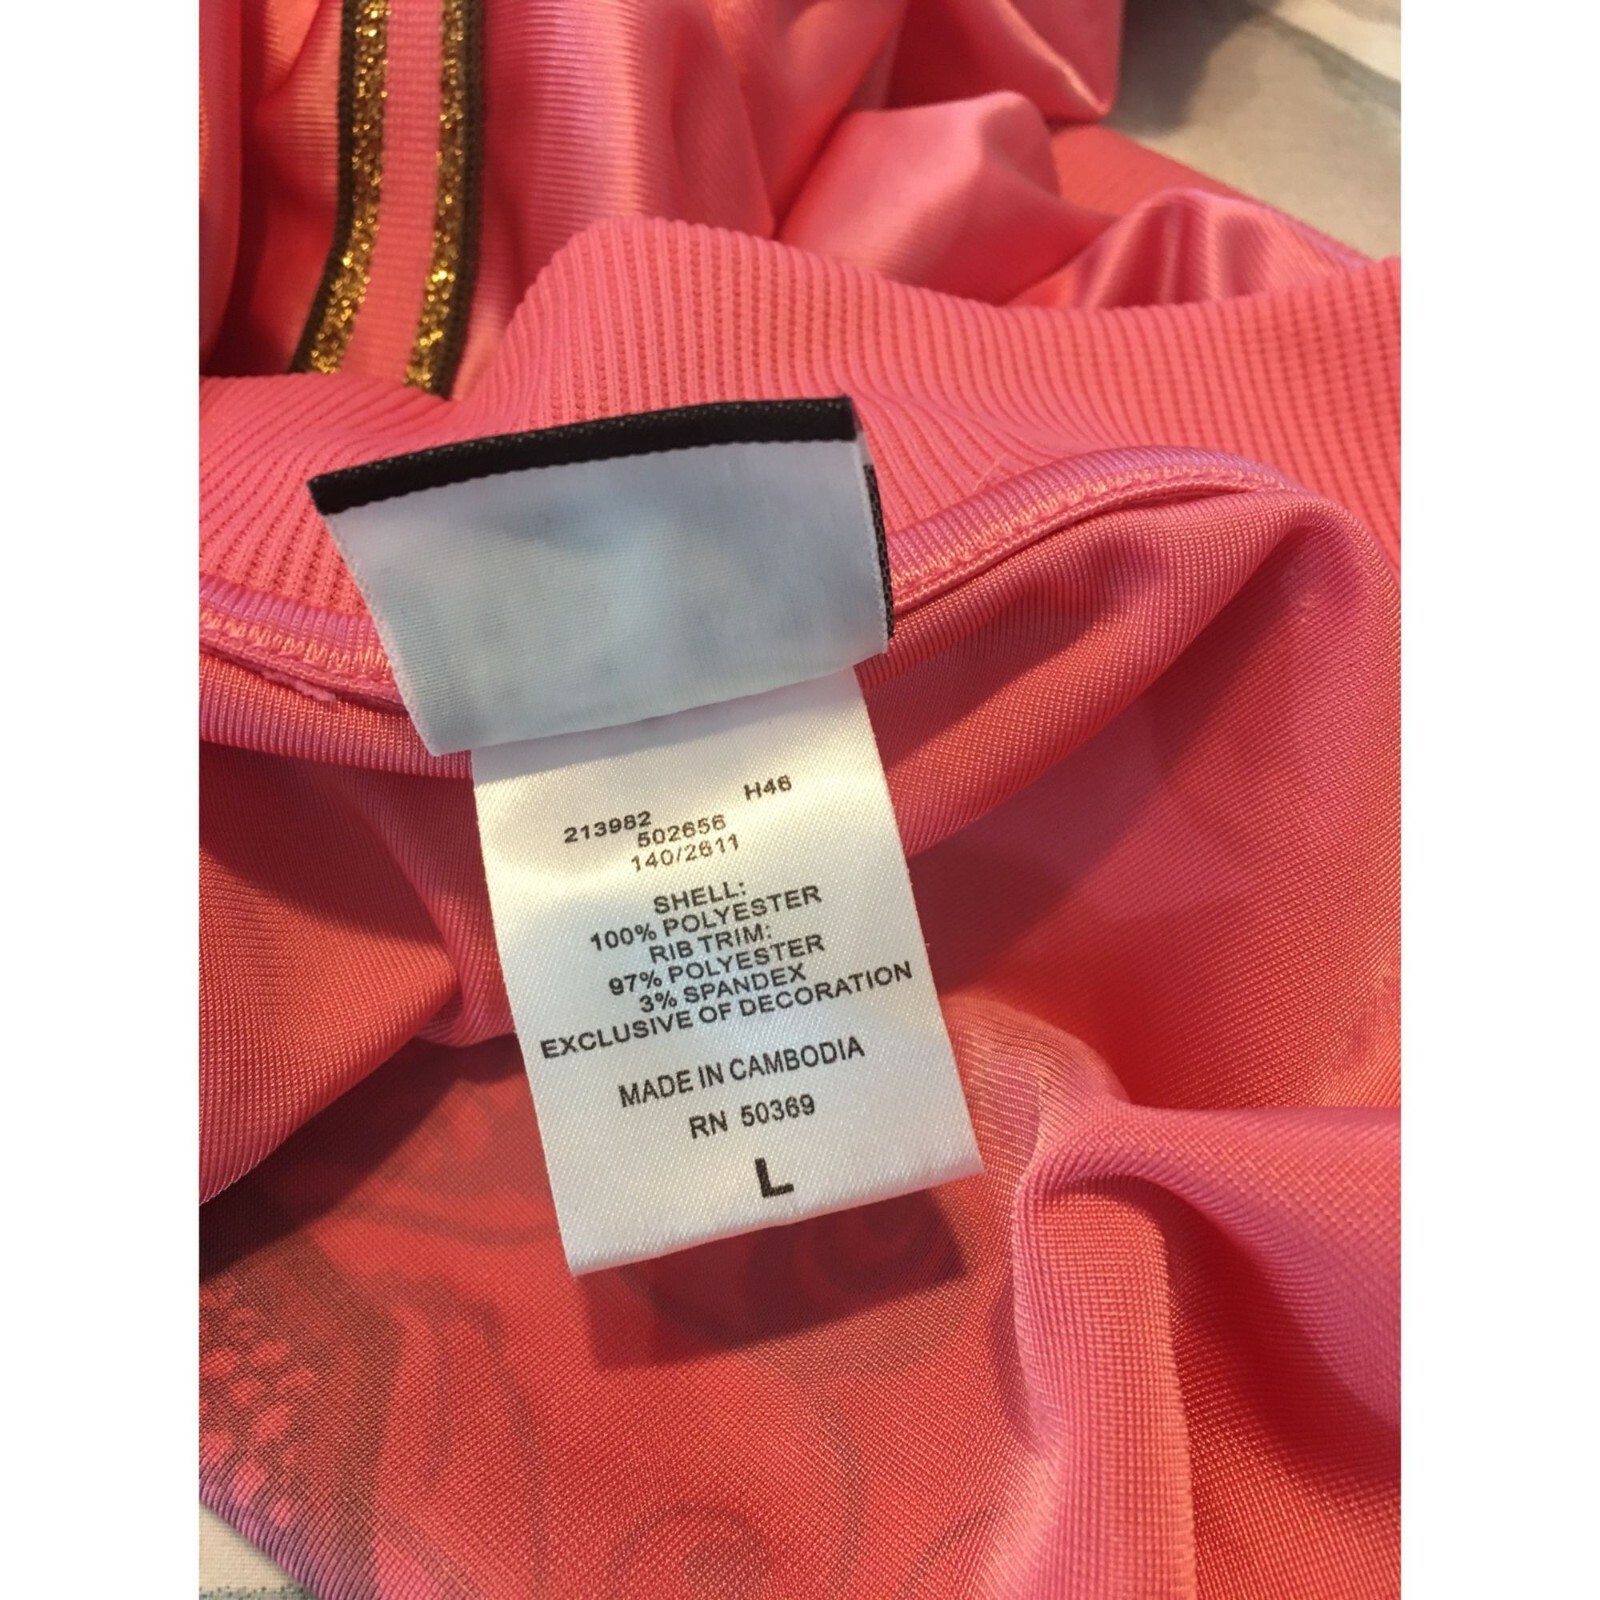 H46
213982
502656
140/2611
SHELL:
100% POLYESTER
RIB TRIM:
97% POLYESTER
3% SPANDEX
EXCLUSIVE OF DECORATION
MADE IN CAMBODIA
RN 50369
L